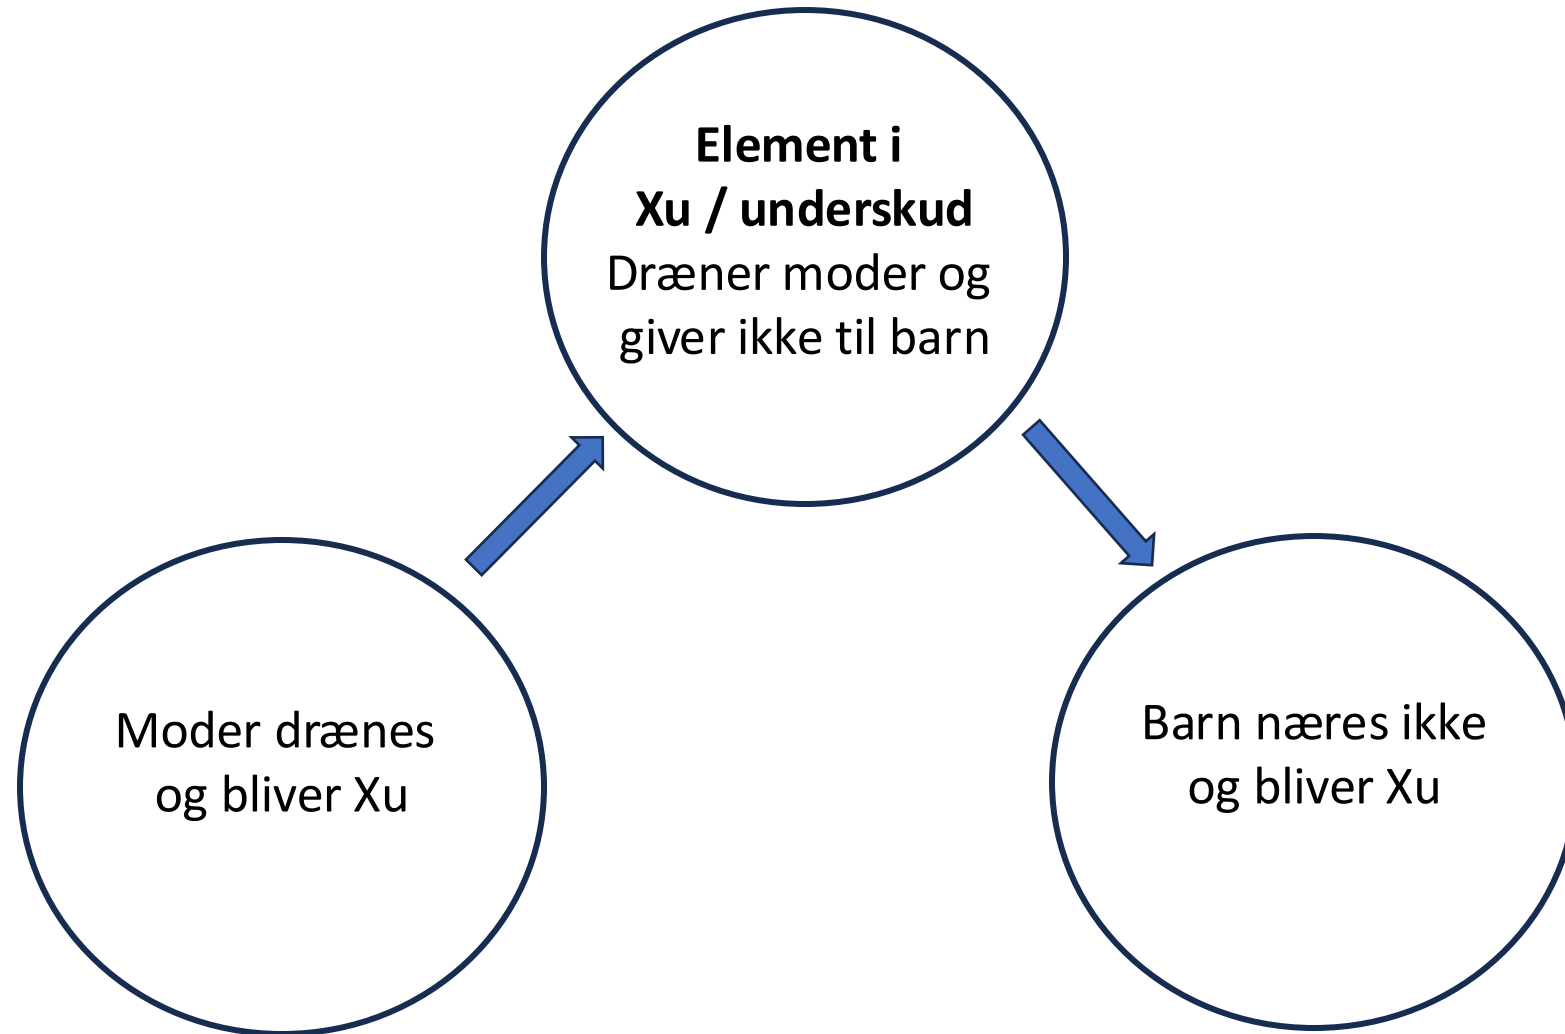 Element i
Xu / underskud
Dræner moder og
giver ikke til barn
Moder drænes
og bliver Xu
Barn næres ikke
og bliver Xu